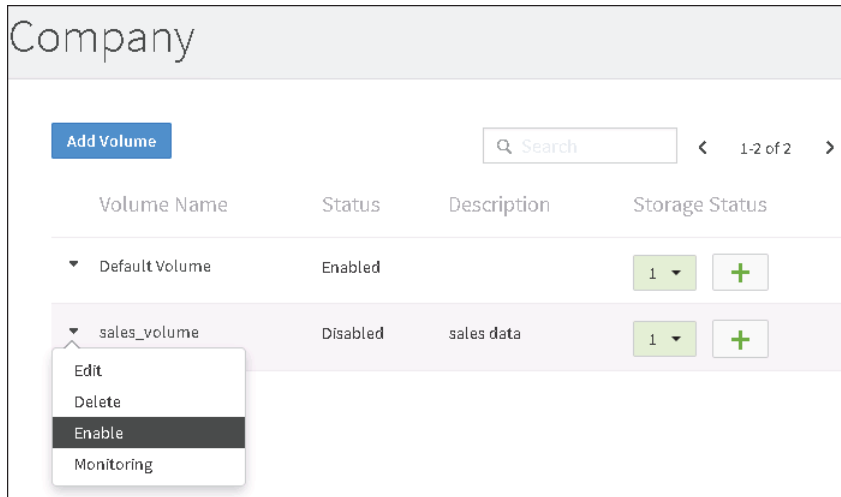 Company
Add Volume Search 1-2 of 2
Volume Name Status Description Storage Status
Default Volume Enabled 1 +
sales_volume Disabled sales data 1 +
Edit
Delete
Enable
Monitoring